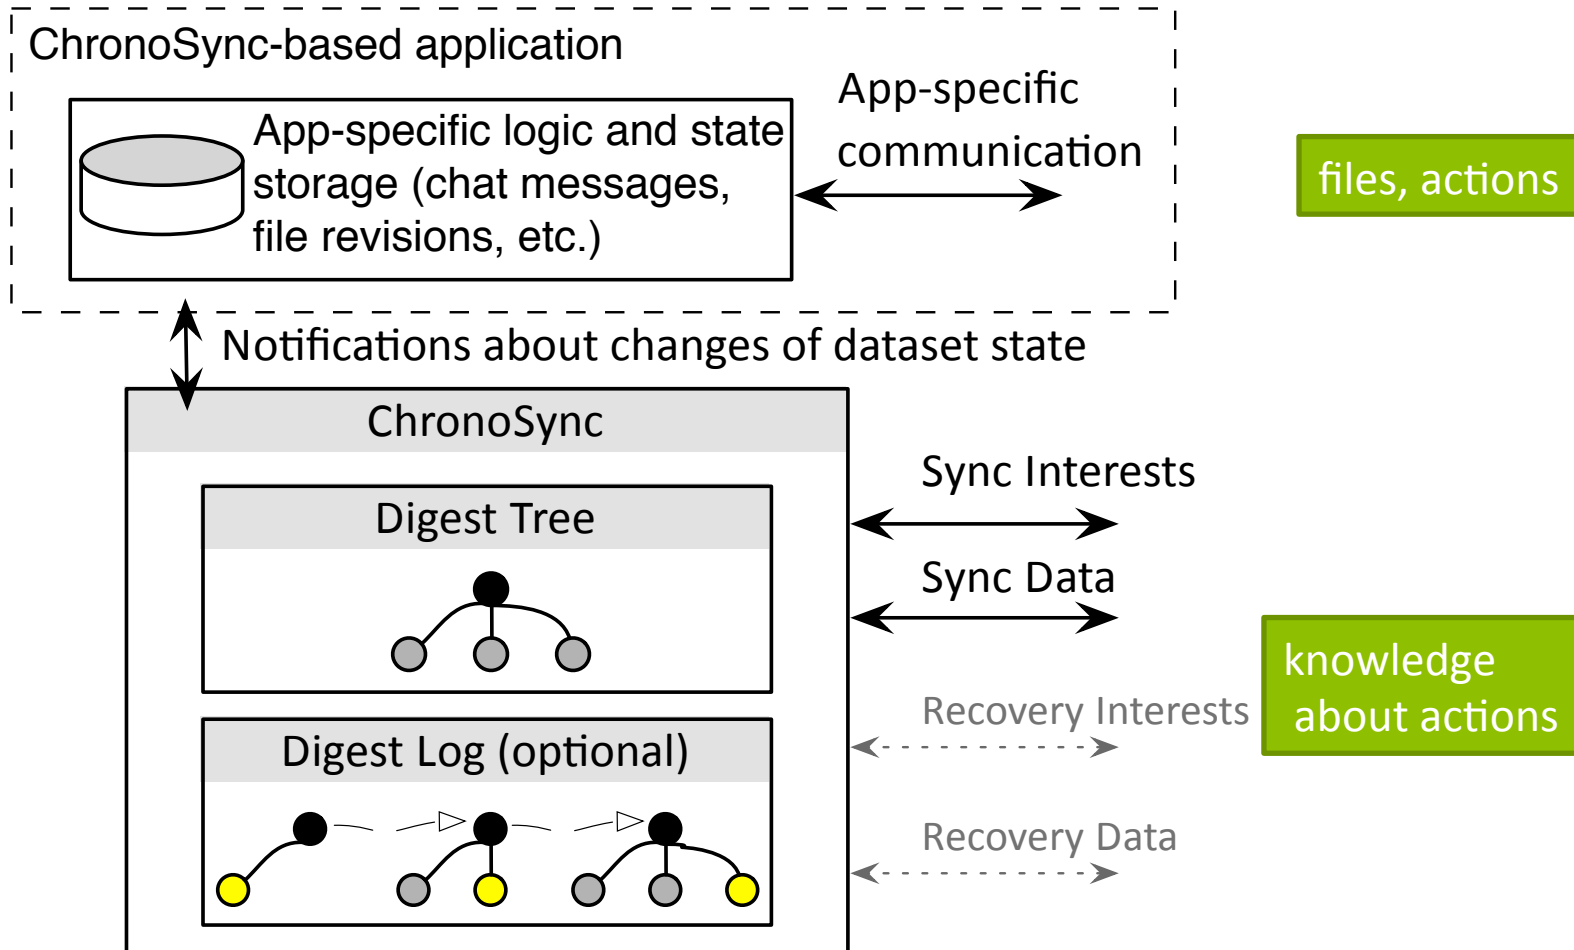 ChronoSync-based application
App-specific logic and state
storage (chat messages,
file revisions, etc.)
App-specific
communication
files, actions
Notifications about changes of dataset state
ChronoSync
Digest Tree
Sync Interests
Sync Data
knowledge
about actions
Digest Log (optional)
Recovery Interests
Recovery Data